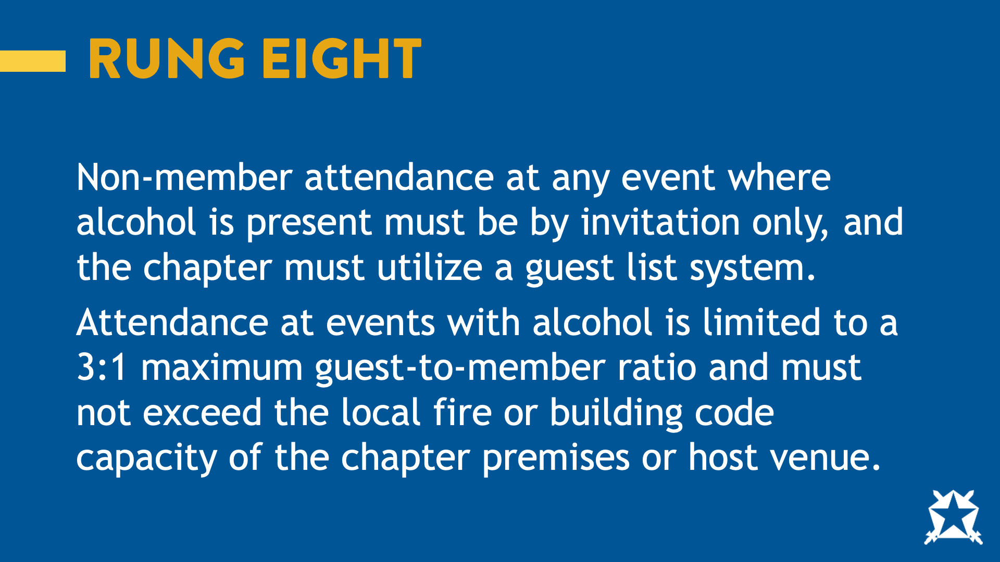 RUNG EIGHT
Non-member attendance at any event where
alcohol is present must be by invitation only, and
the chapter must utilize a guest list system.
Attendance at events with alcohol is limited to a
3:1 maximum guest-to-member ratio and must
not exceed the local fire or building code
capacity of the chapter premises or host venue.